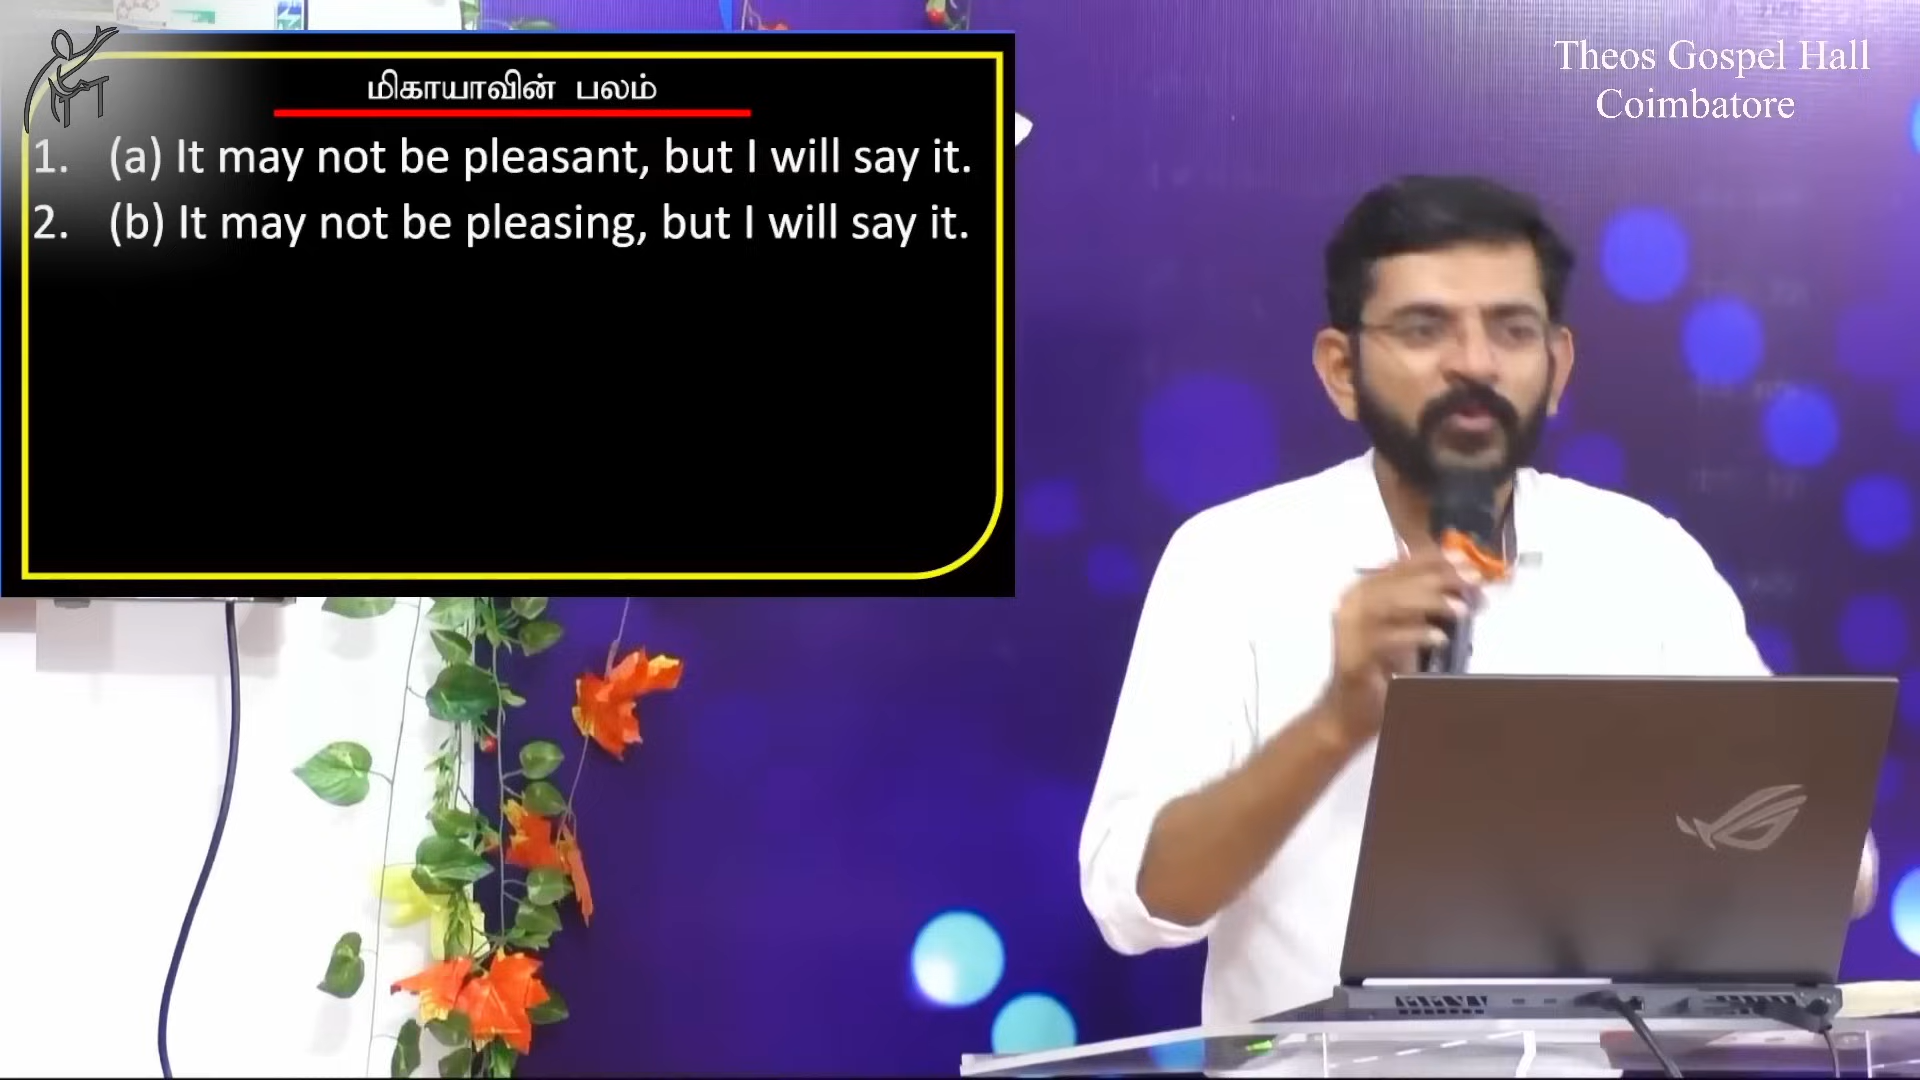 மிகாயாவின் பலம்
1. (a) It may not be pleasant, but I will say it.
2. (b) It may not be pleasing, but I will say it.
Theos Gospel Hall
Coimbatore